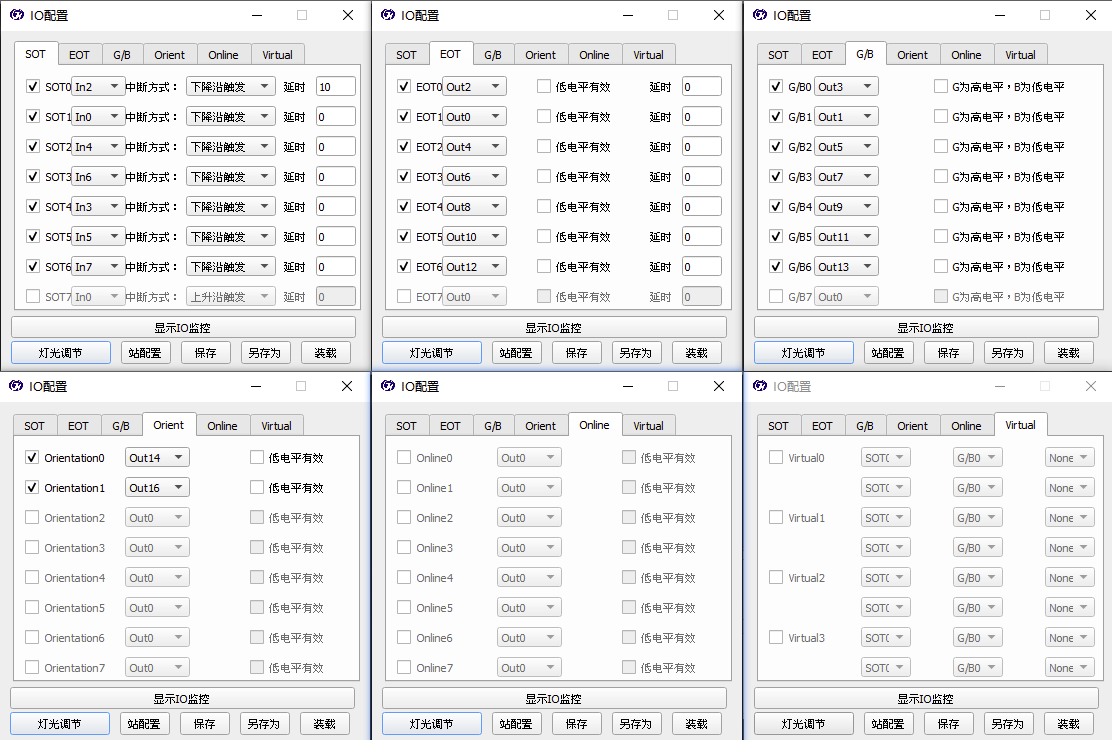 IO配置
SOT EOT G/B Orient Online Virtual
SOT0 In2 中断方式： 下降沿触发 延时 10
SOT1 In0 中断方式： 下降沿触发 延时 0
SOT2 In4 中断方式： 下降沿触发 延时 0
SOT3 In6 中断方式： 下降沿触发 延时 0
SOT4 In3 中断方式： 下降沿触发 延时 0
SOT5 In5 中断方式： 下降沿触发 延时 0
SOT6 In7 中断方式： 下降沿触发 延时 0
SOT7 In0 中断方式： 上升沿触发 延时 0
显示IO监控
灯光调节 站配置 保存 另存为 装载
IO配置
SOT EOT G/B Orient Online Virtual
EOT0 Out2 低电平有效 延时 0
EOT1 Out0 低电平有效 延时 0
EOT2 Out4 低电平有效 延时 0
EOT3 Out6 低电平有效 延时 0
EOT4 Out8 低电平有效 延时 0
EOT5 Out10 低电平有效 延时 0
EOT6 Out12 低电平有效 延时 0
EOT7 Out0 低电平有效 延时 0
显示IO监控
灯光调节 站配置 保存 另存为 装载
IO配置
SOT EOT G/B Orient Online Virtual
G/B0 Out3 G为高电平，B为低电平
G/B1 Out1 G为高电平，B为低电平
G/B2 Out5 G为高电平，B为低电平
G/B3 Out7 G为高电平，B为低电平
G/B4 Out9 G为高电平，B为低电平
G/B5 Out11 G为高电平，B为低电平
G/B6 Out13 G为高电平，B为低电平
G/B7 Out0 G为高电平，B为低电平
显示IO监控
灯光调节 站配置 保存 另存为 装载
IO配置
SOT EOT G/B Orient Online Virtual
Orientation0 Out14 低电平有效
Orientation1 Out16 低电平有效
Orientation2 Out0 低电平有效
Orientation3 Out0 低电平有效
Orientation4 Out0 低电平有效
Orientation5 Out0 低电平有效
Orientation6 Out0 低电平有效
Orientation7 Out0 低电平有效
显示IO监控
灯光调节 站配置 保存 另存为 装载
IO配置
SOT EOT G/B Orient Online Virtual
Online0 Out0 低电平有效
Online1 Out0 低电平有效
Online2 Out0 低电平有效
Online3 Out0 低电平有效
Online4 Out0 低电平有效
Online5 Out0 低电平有效
Online6 Out0 低电平有效
Online7 Out0 低电平有效
显示IO监控
灯光调节 站配置 保存 另存为 装载
IO配置
SOT EOT G/B Orient Online Virtual
Virtual0 SOT0 G/B0 None
SOT0 G/B0 None
Virtual1 SOT0 G/B0 None
SOT0 G/B0 None
Virtual2 SOT0 G/B0 None
SOT0 G/B0 None
Virtual3 SOT0 G/B0 None
SOT0 G/B0 None
显示IO监控
灯光调节 站配置 保存 另存为 装载